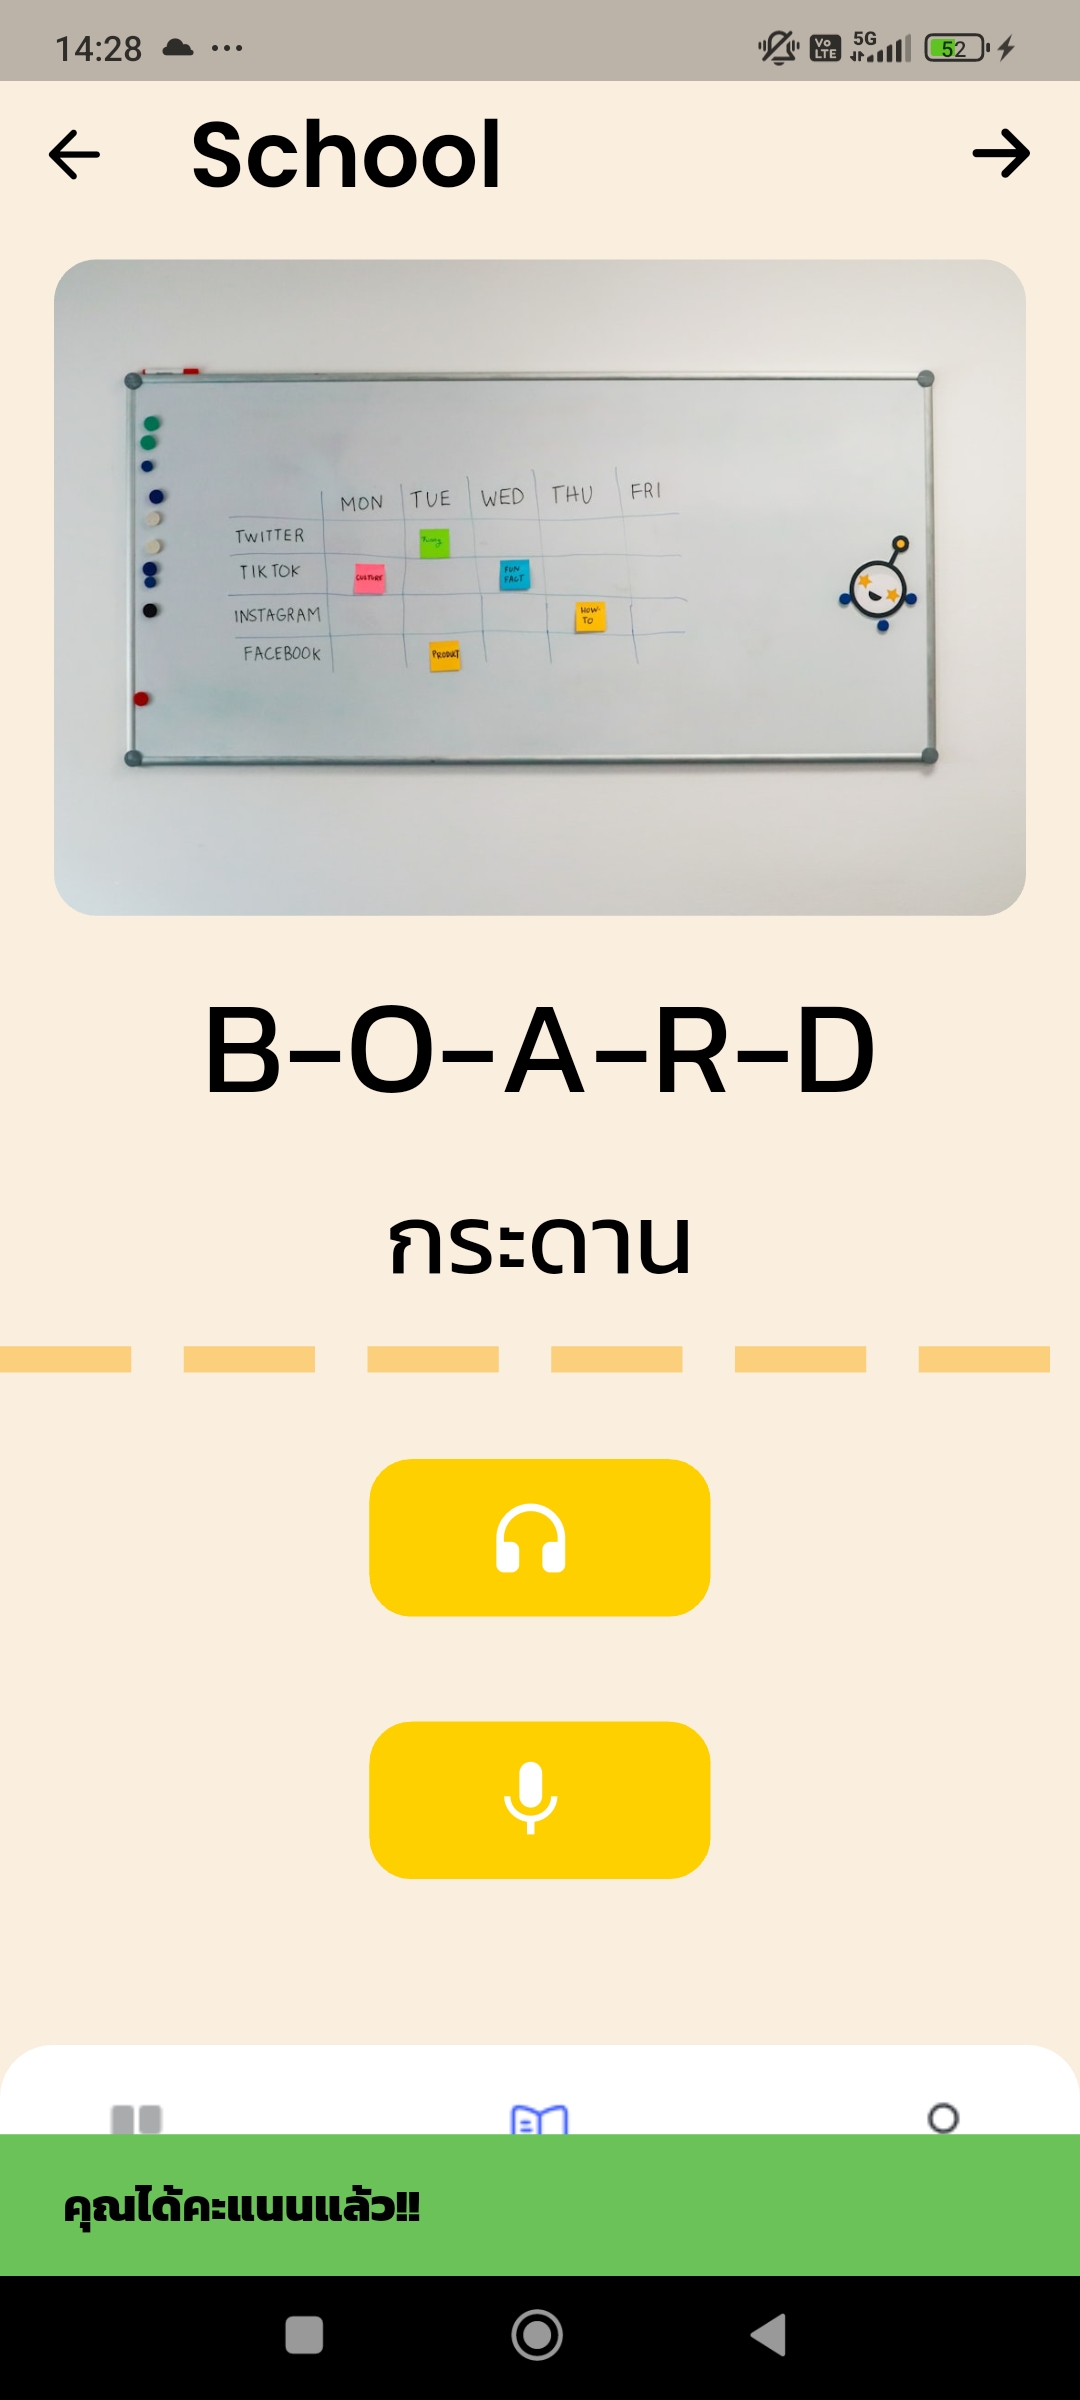 14:28
Vo LTE 5G 52
School
MON TUE WED THU FRI
TWITTER
TIKTOK CULTURE FUN FACT
INSTAGRAM HOW-TO
FACEBOOK PRODUCT
B-O-A-R-D
กระดาน
คุณได้คะแนนแล้ว!!